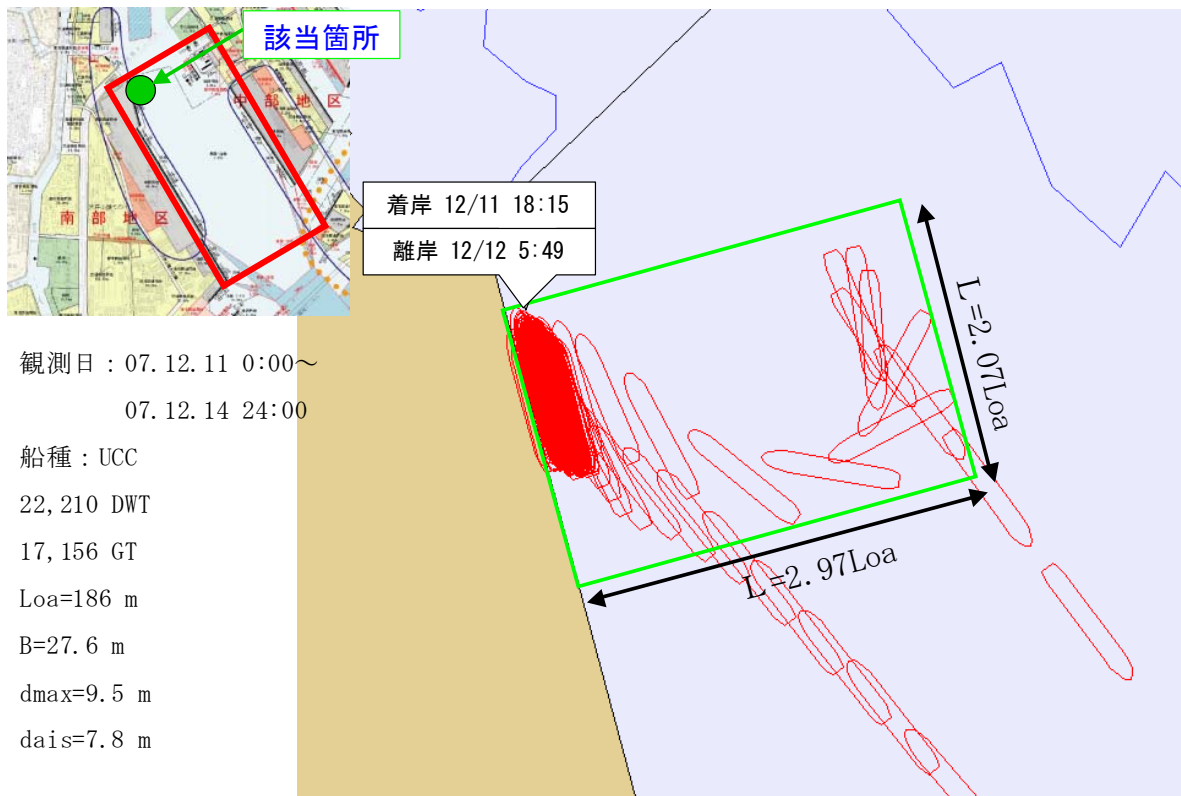 該当箇所
中部地区
南部地区
着岸 12/11 18:15
離岸 12/12 5:49
L=2.07Loa
L=2.97Loa
観測日：07.12.11 0:00～
07.12.14 24:00
船種：UCC
22,210 DWT
17,156 GT
Loa=186 m
B=27.6 m
dmax=9.5 m
dais=7.8 m